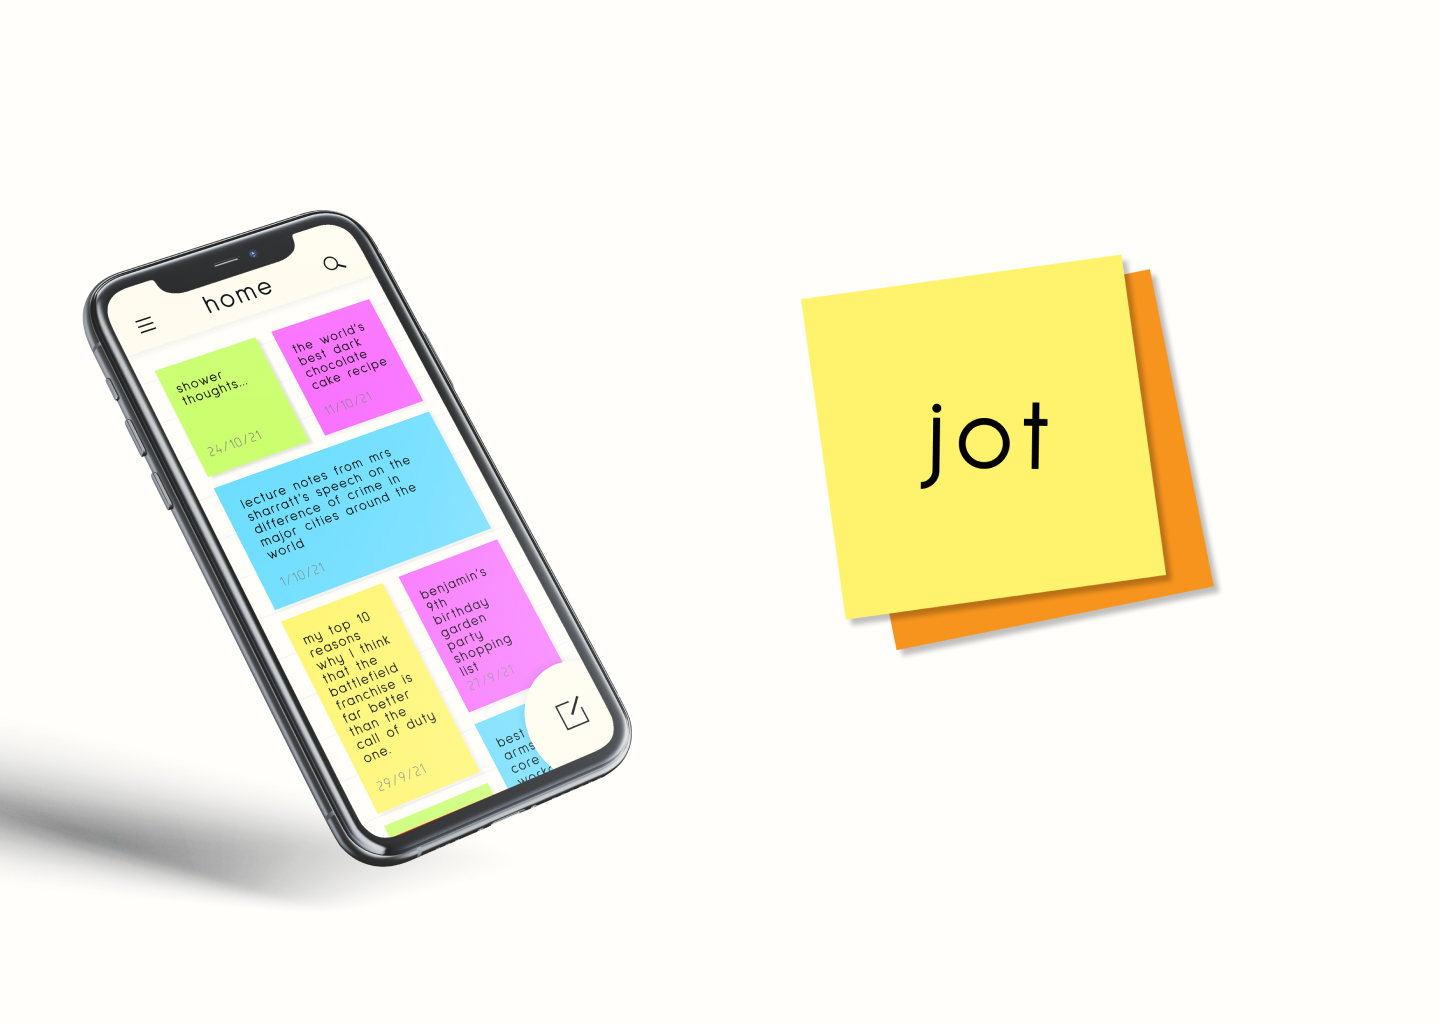 home
shower
thoughts...
24/10/21
the world's
best dark
chocolate
cake recipe
11/10/21
lecture notes from mrs
sharratt's speech on the
difference of crime in
major cities around the
world
1/10/21
my top 10
reasons
why I think
that the
battlefield
franchise is
far better
than the
call of duty
one.
29/9/21
benjamin's
9th
birthday
garden
party
shopping
list
27/9/21
best
arms
core
jot